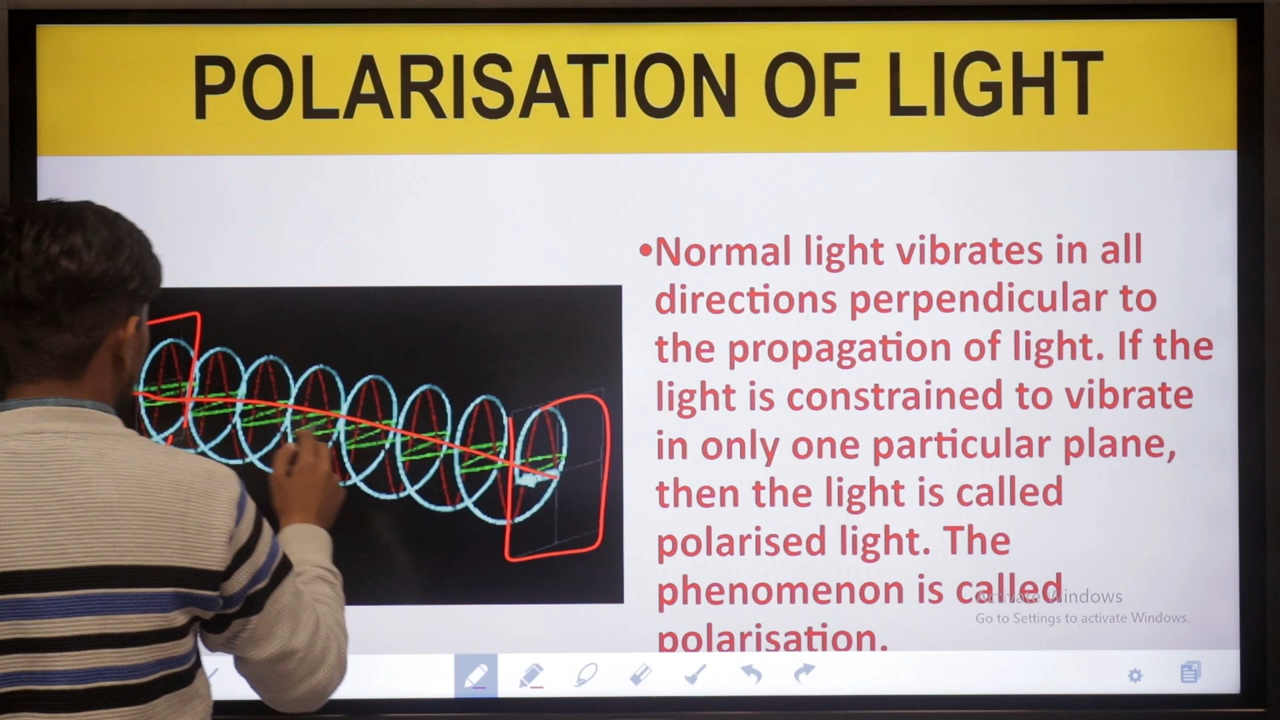 POLARISATION OF LIGHT
•Normal light vibrates in all
directions perpendicular to
the propagation of light. If the
light is constrained to vibrate
in only one particular plane,
then the light is called
polarised light. The
phenomenon is called
polarisation.
Activate Windows
Go to Settings to activate Windows.